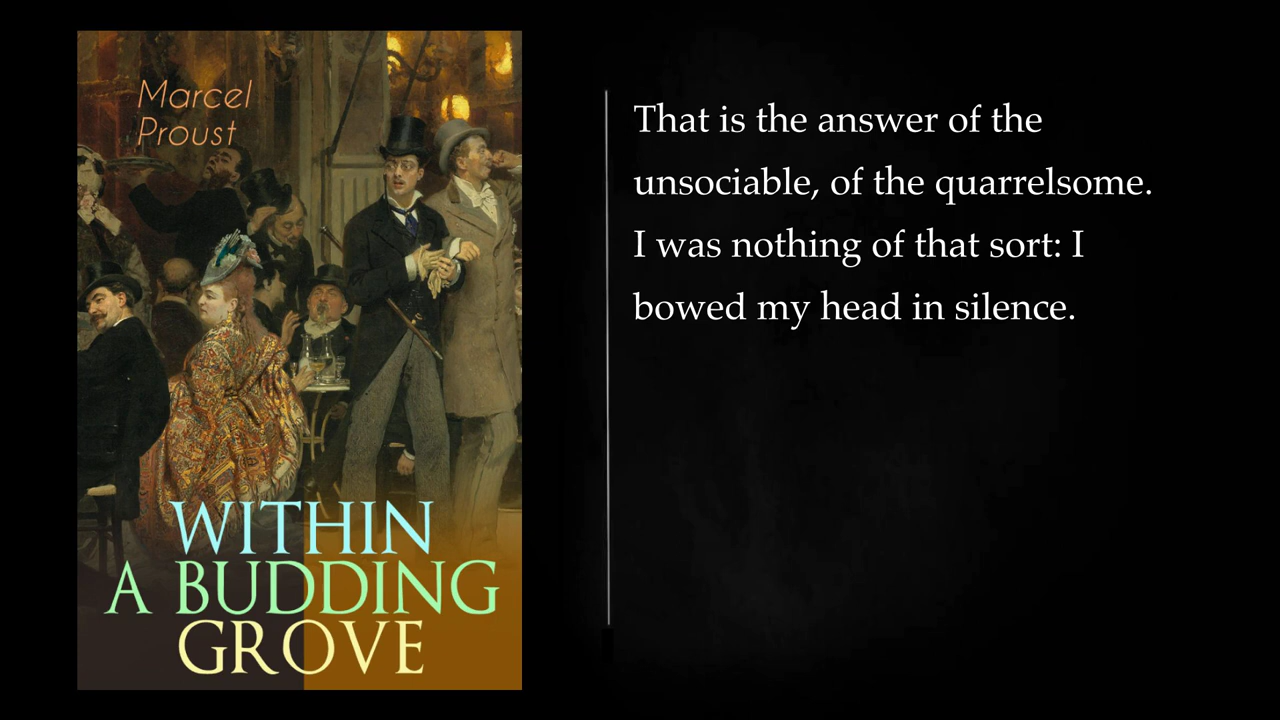 Marcel
Proust
WITHIN
A BUDDING
GROVE
That is the answer of the
unsociable, of the quarrelsome.
I was nothing of that sort: I
bowed my head in silence.